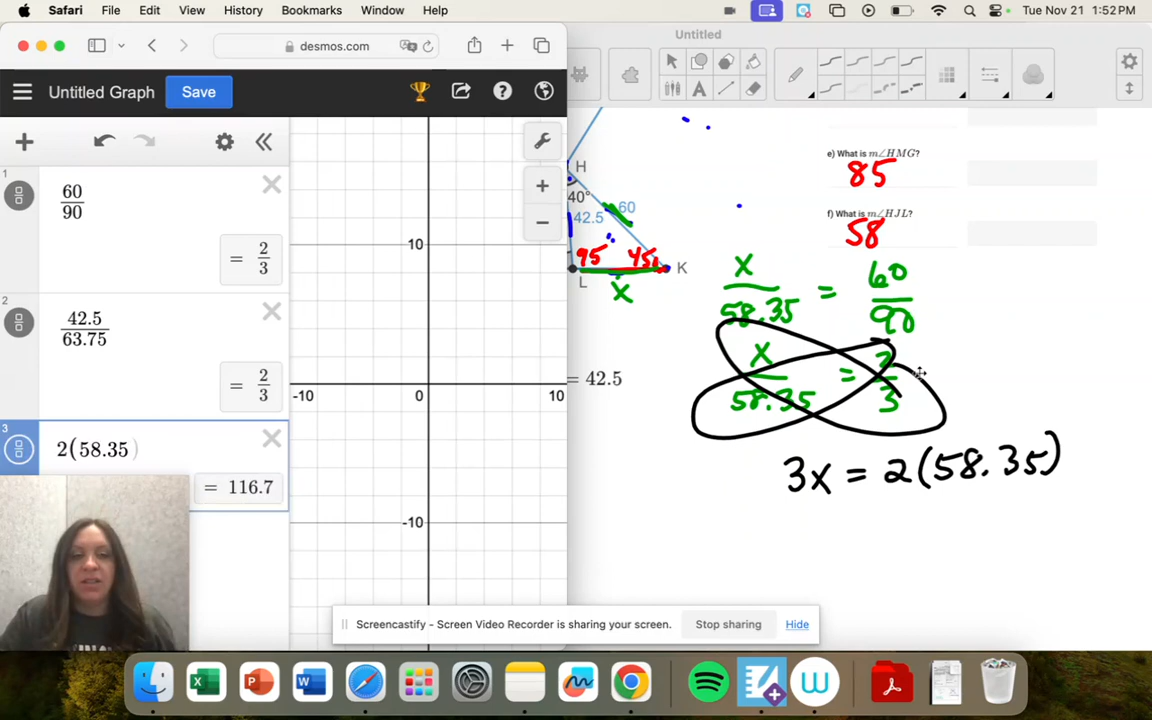 Safari File Edit View History Bookmarks Window Help Tue Nov 21 1:52 PM
desmos.com
Untitled
Untitled Graph Save
1
60/90
= 2/3
2
42.5/63.75
= 2/3
3
2(58.35)
= 116.7
10
-10 0 10
-10
H
40°
60
42.5
95 45
L K
x
= 42.5
e) What is m∠HMG?
85
f) What is m∠HJL?
58
x/58.35 = 60/90
x/58.35 = 2/3
3x = 2(58.35)
Screencastify - Screen Video Recorder is sharing your screen. Stop sharing Hide